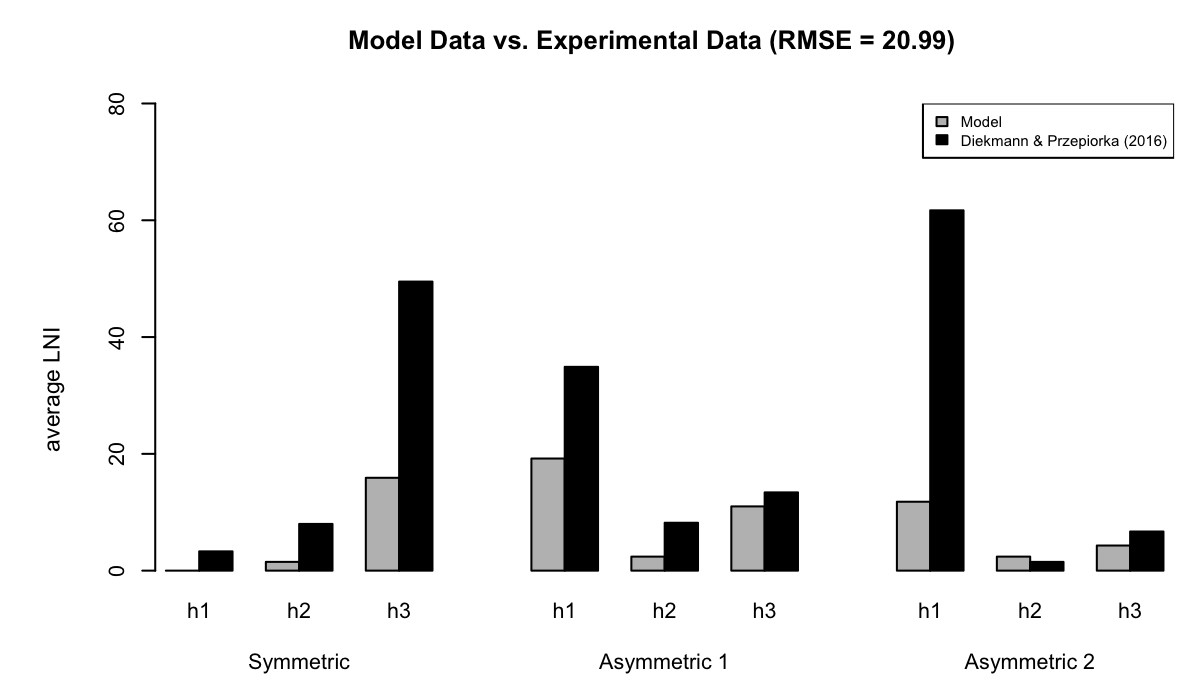 Model Data vs. Experimental Data (RMSE = 20.99)
80
60
40
20
0
average LNI
Model
Diekmann & Przepiorka (2016)
h1 h2 h3 h1 h2 h3 h1 h2 h3
Symmetric Asymmetric 1 Asymmetric 2